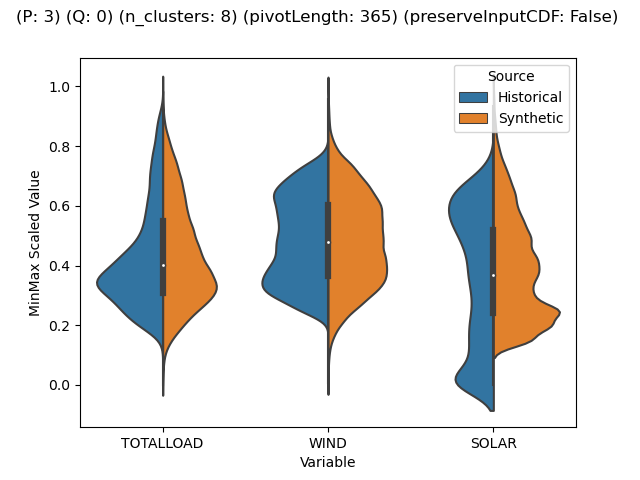 (P: 3) (Q: 0) (n_clusters: 8) (pivotLength: 365) (preserveInputCDF: False)
Source
Historical
Synthetic
MinMax Scaled Value
1.0
0.8
0.6
0.4
0.2
0.0
TOTALLOAD WIND SOLAR
Variable